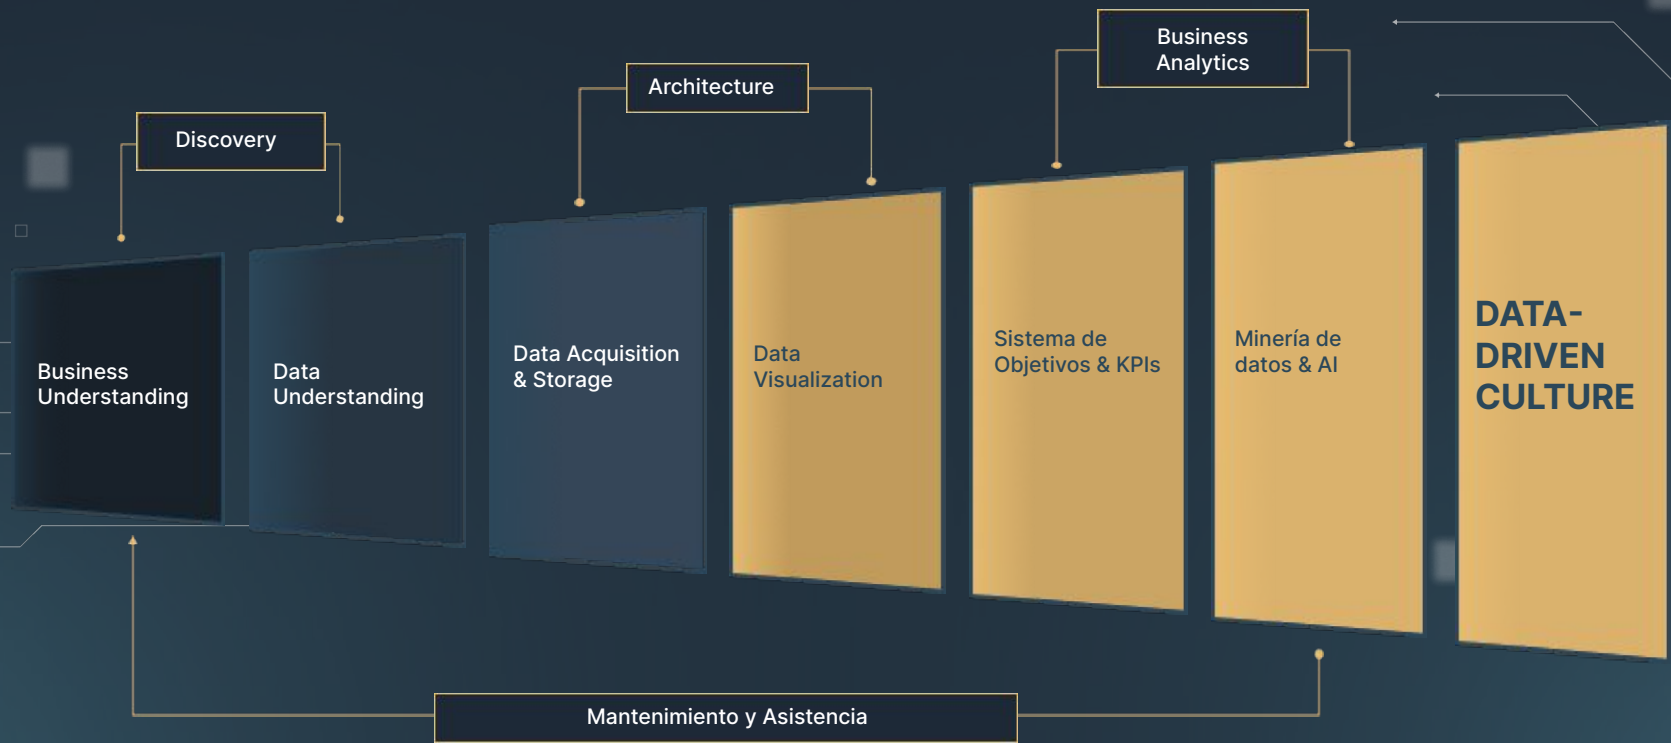 Discovery
Architecture
Business
Analytics
Business
Understanding
Data
Understanding
Data Acquisition
& Storage
Data
Visualization
Sistema de
Objetivos & KPIs
Minería de
datos & AI
DATA-
DRIVEN
CULTURE
Mantenimiento y Asistencia